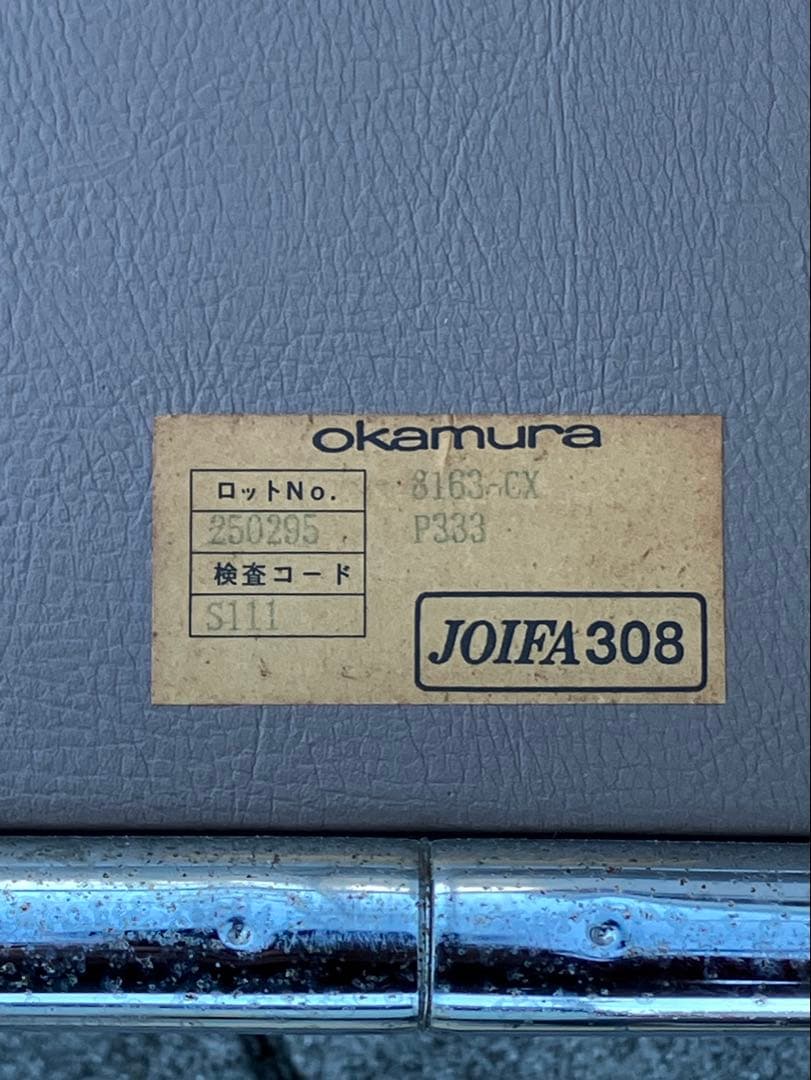 okamura
ロットNo.
250295
検査コード
S111
8163-CX
P333
JOIFA308